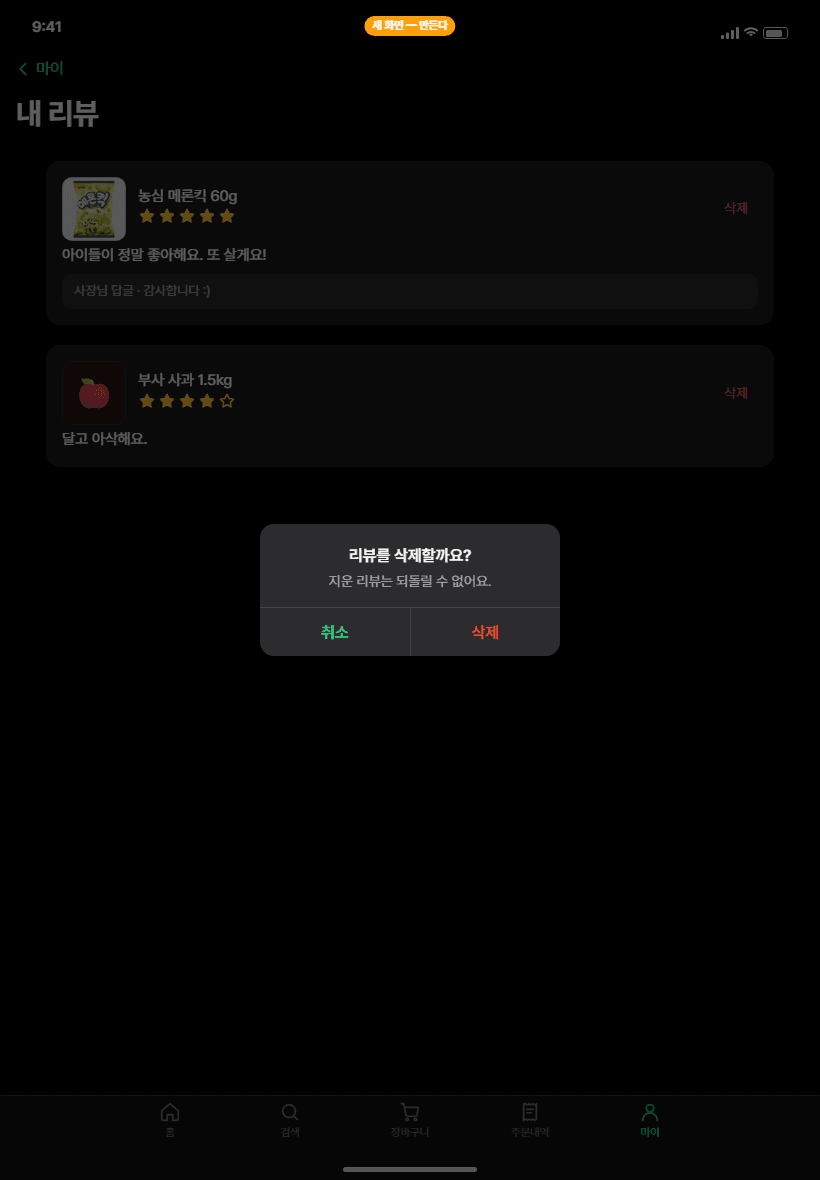 9:41
새 화면 — 만든다
마이
내 리뷰
메론킥
농심 메론킥 60g
삭제
아이들이 정말 좋아해요. 또 살게요!
사장님 답글 · 감사합니다 :)
부사 사과 1.5kg
삭제
달고 아삭해요.
리뷰를 삭제할까요?
지운 리뷰는 되돌릴 수 없어요.
취소
삭제
홈
검색
장바구니
주문내역
마이